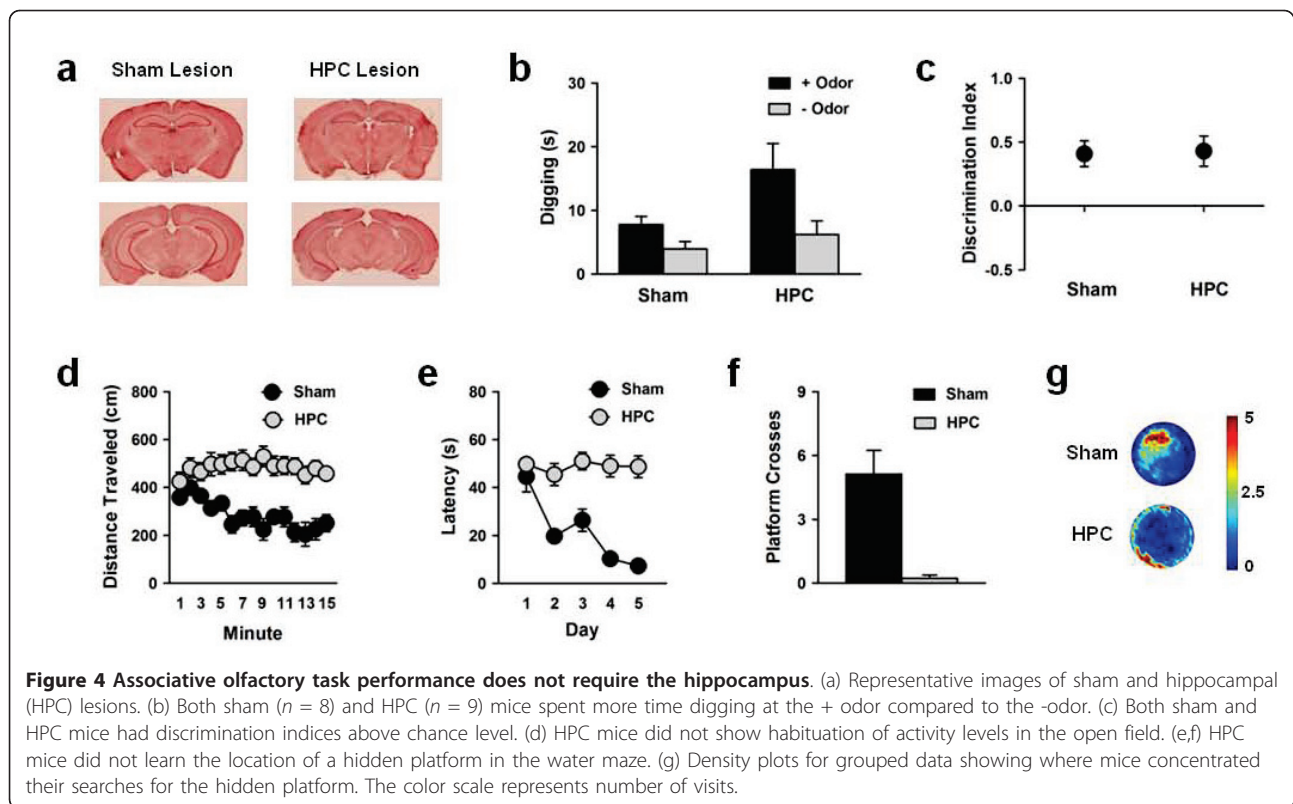 a
Sham Lesion
HPC Lesion
b
+ Odor
- Odor
30
20
10
0
Digging (s)
Sham
HPC
c
1.0
0.5
0.0
-0.5
Discrimination Index
Sham
HPC
d
Sham
HPC
800
600
400
200
0
Distance Traveled (cm)
1 3 5 7 9 11 13 15
Minute
e
Sham
HPC
80
60
40
20
0
Latency (s)
1 2 3 4 5
Day
f
Sham
HPC
9
6
3
0
Platform Crosses
g
Sham
HPC
5
2.5
0
Figure 4 Associative olfactory task performance does not require the hippocampus. (a) Representative images of sham and hippocampal
(HPC) lesions. (b) Both sham (n = 8) and HPC (n = 9) mice spent more time digging at the + odor compared to the -odor. (c) Both sham and
HPC mice had discrimination indices above chance level. (d) HPC mice did not show habituation of activity levels in the open field. (e,f) HPC
mice did not learn the location of a hidden platform in the water maze. (g) Density plots for grouped data showing where mice concentrated
their searches for the hidden platform. The color scale represents number of visits.